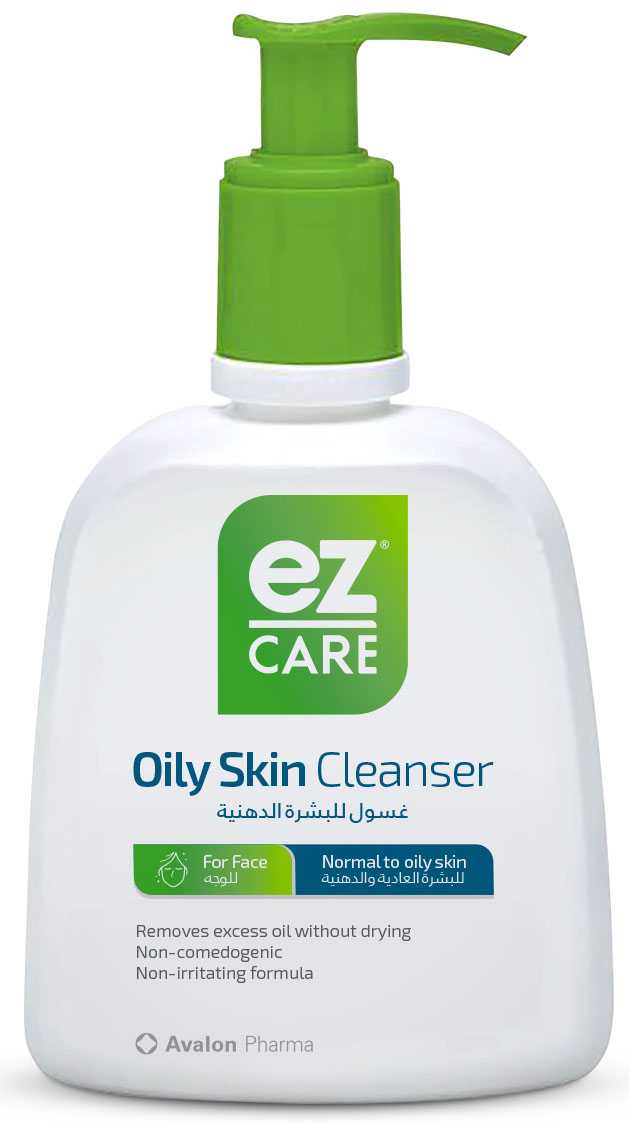 ez®
CARE
Oily Skin Cleanser
غسول للبشرة الدهنية
For Face
للوجه
Normal to oily skin
للبشرة العادية والدهنية
Removes excess oil without drying
Non-comedogenic
Non-irritating formula
Avalon Pharma